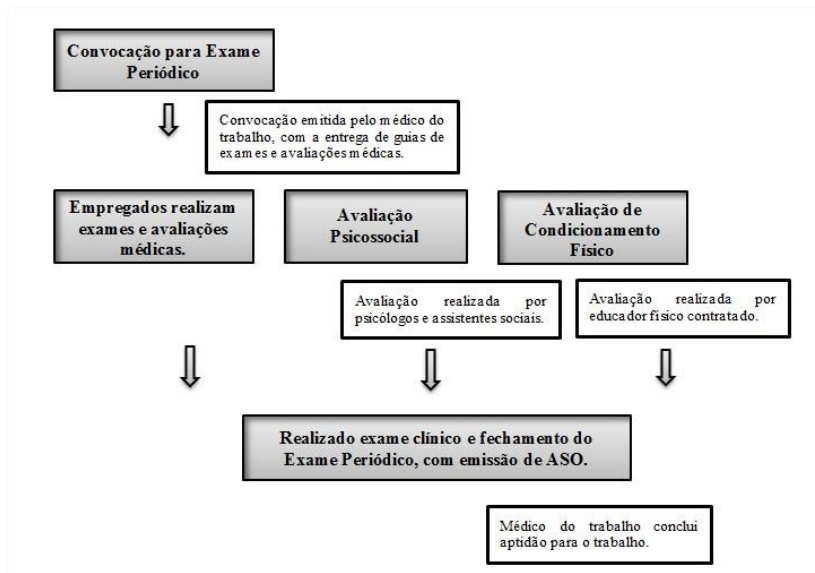 Convocação para Exame
Periódico
Convocação emitida pelo médico do
trabalho, com a entrega de guias de
exames e avaliações médicas.
Empregados realizam
exames e avaliações
médicas.
Avaliação
Psicossocial
Avaliação de
Condicionamento
Físico
Avaliação realizada por
psicólogos e assistentes sociais.
Avaliação realizada por
educador físico contratado.
Realizado exame clínico e fechamento do
Exame Periódico, com emissão de ASO.
Médico do trabalho conclui
aptidão para o trabalho.